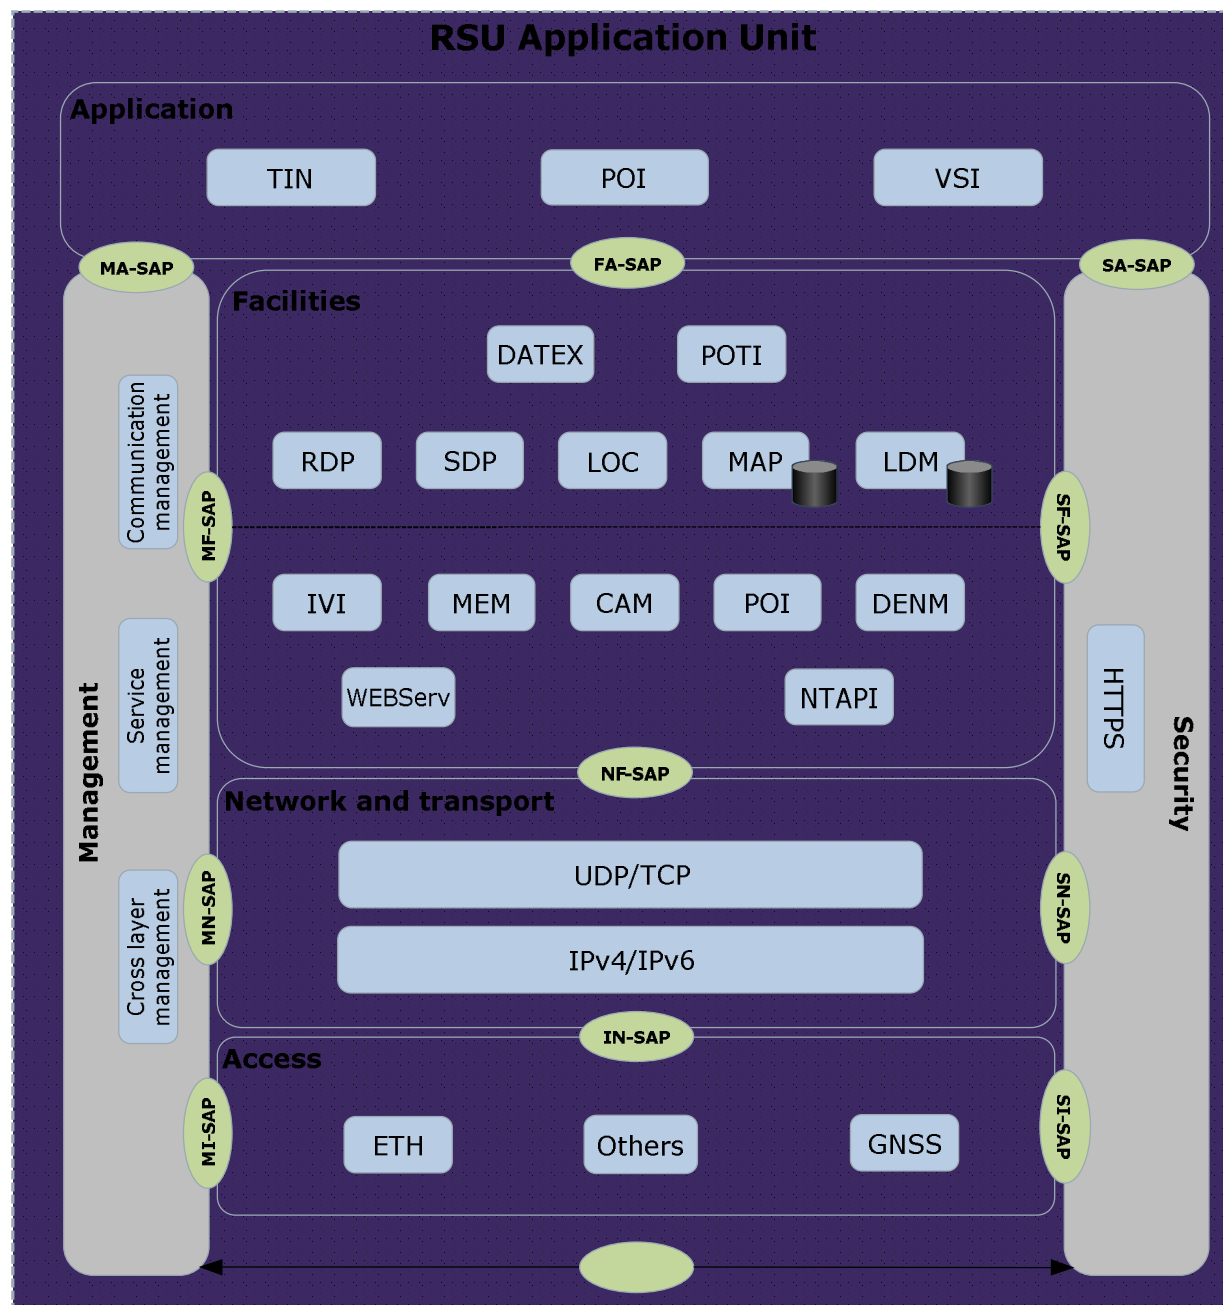 RSU Application Unit
Application
TIN
POI
VSI
MA-SAP
FA-SAP
SA-SAP
Facilities
DATEX
POTI
RDP
SDP
LOC
MAP
LDM
Communication
management
MF-SAP
SF-SAP
IVI
MEM
CAM
POI
DENM
WEBServ
NTAPI
Service
management
Management
HTTPS
Security
NF-SAP
Network and transport
UDP/TCP
IPv4/IPv6
Cross layer
management
MN-SAP
SN-SAP
IN-SAP
Access
ETH
Others
GNSS
MI-SAP
SI-SAP